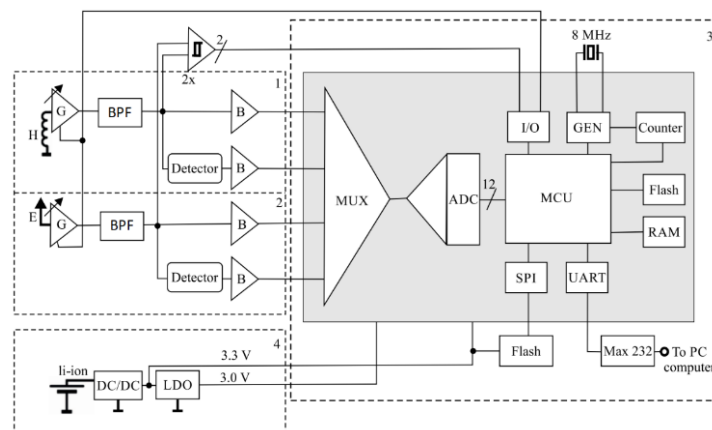 2
8 MHz
3
2x
1
G
BPF
B
I/O
GEN
Counter
H
Detector
B
MUX
ADC
12
MCU
Flash
2
E
G
BPF
B
RAM
Detector
B
SPI
UART
4
3.3 V
Flash
Max 232
To PC
computer
li-ion
DC/DC
LDO
3.0 V